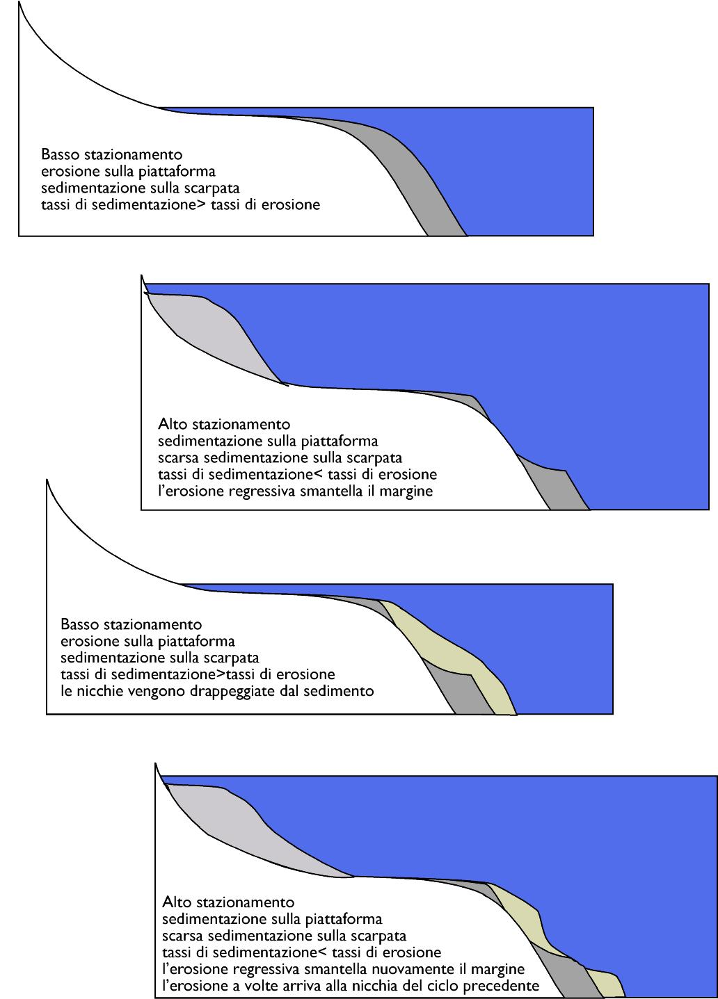 Basso stazionamento
erosione sulla piattaforma
sedimentazione sulla scarpata
tassi di sedimentazione> tassi di erosione
Alto stazionamento
sedimentazione sulla piattaforma
scarsa sedimentazione sulla scarpata
tassi di sedimentazione< tassi di erosione
l'erosione regressiva smantella il margine
Basso stazionamento
erosione sulla piattaforma
sedimentazione sulla scarpata
tassi di sedimentazione>tassi di erosione
le nicchie vengono drappeggiate dal sedimento
Alto stazionamento
sedimentazione sulla piattaforma
scarsa sedimentazione sulla scarpata
tassi di sedimentazione< tassi di erosione
l'erosione regressiva smantella nuovamente il margine
l'erosione a volte arriva alla nicchia del ciclo precedente